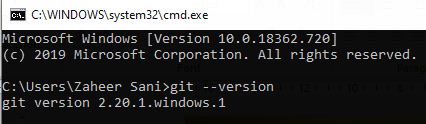 C:\WINDOWS\system32\cmd.exe
Microsoft Windows [Version 10.0.18362.720]
(c) 2019 Microsoft Corporation. All rights reserved.
C:\Users\Zaheer Sani>git --version
git version 2.20.1.windows.1